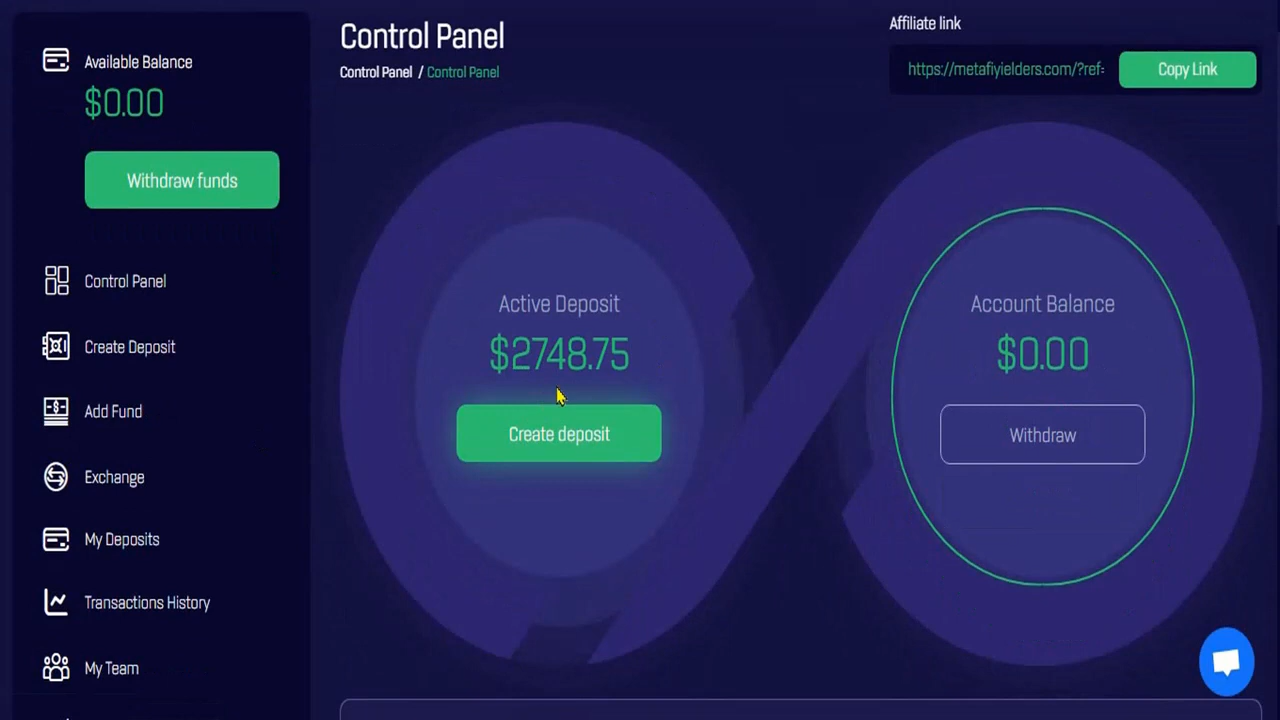 Available Balance
$0.00
Withdraw funds
Control Panel
Create Deposit
Add Fund
Exchange
My Deposits
Transactions History
My Team
Control Panel
Control Panel / Control Panel
Affiliate link
https://metafiyielders.com/?ref=
Copy Link
Active Deposit
$2748.75
Create deposit
Account Balance
$0.00
Withdraw